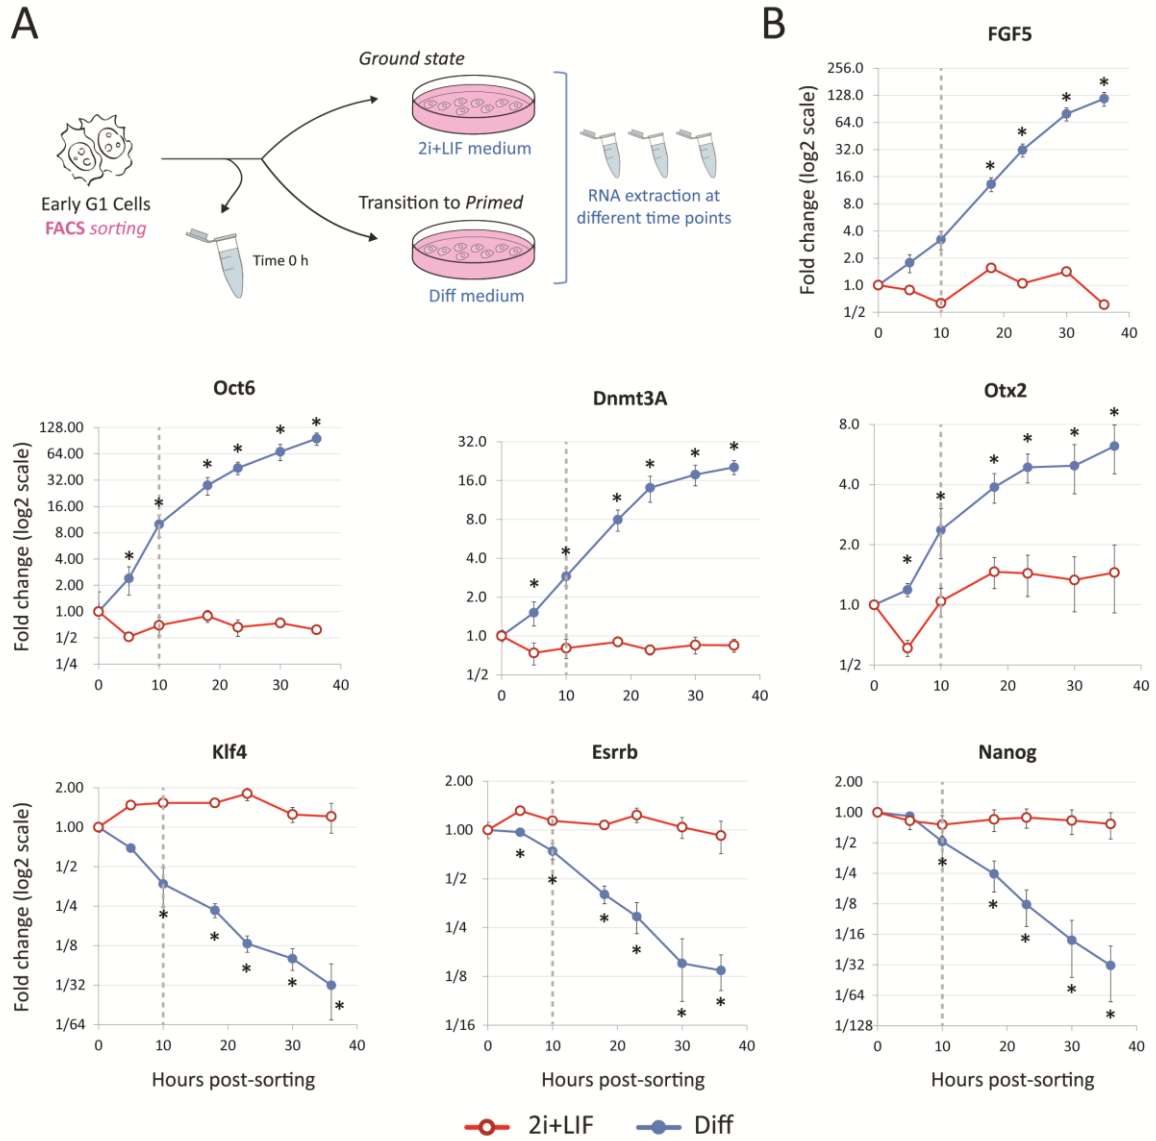 A
B
Ground state
2i+LIF medium
Early G1 Cells
FACS sorting
Time 0 h
Transition to Primed
Diff medium
RNA extraction at
different time points
FGF5
Fold change (log2 scale)
256.0
128.0
64.0
32.0
16.0
8.0
4.0
2.0
1.0
1/2
0 10 20 30 40
* * * * *
Oct6
Fold change (log2 scale)
128.00
64.00
32.00
16.00
8.00
4.00
2.00
1.00
1/2
1/4
0 10 20 30 40
* * * * * *
Dnmt3A
32.0
16.0
8.0
4.0
2.0
1.0
1/2
0 10 20 30 40
* * * * * *
Otx2
8.0
4.0
2.0
1.0
1/2
0 10 20 30 40
* * * * * *
Klf4
Fold change (log2 scale)
2.00
1.00
1/2
1/4
1/8
1/32
1/64
0 10 20 30 40
* * * * *
Hours post-sorting
Esrrb
2.00
1.00
1/2
1/4
1/8
1/16
0 10 20 30 40
* * * * * *
Hours post-sorting
Nanog
2.00
1.00
1/2
1/4
1/8
1/16
1/32
1/64
1/128
0 10 20 30 40
* * * * *
Hours post-sorting
2i+LIF Diff